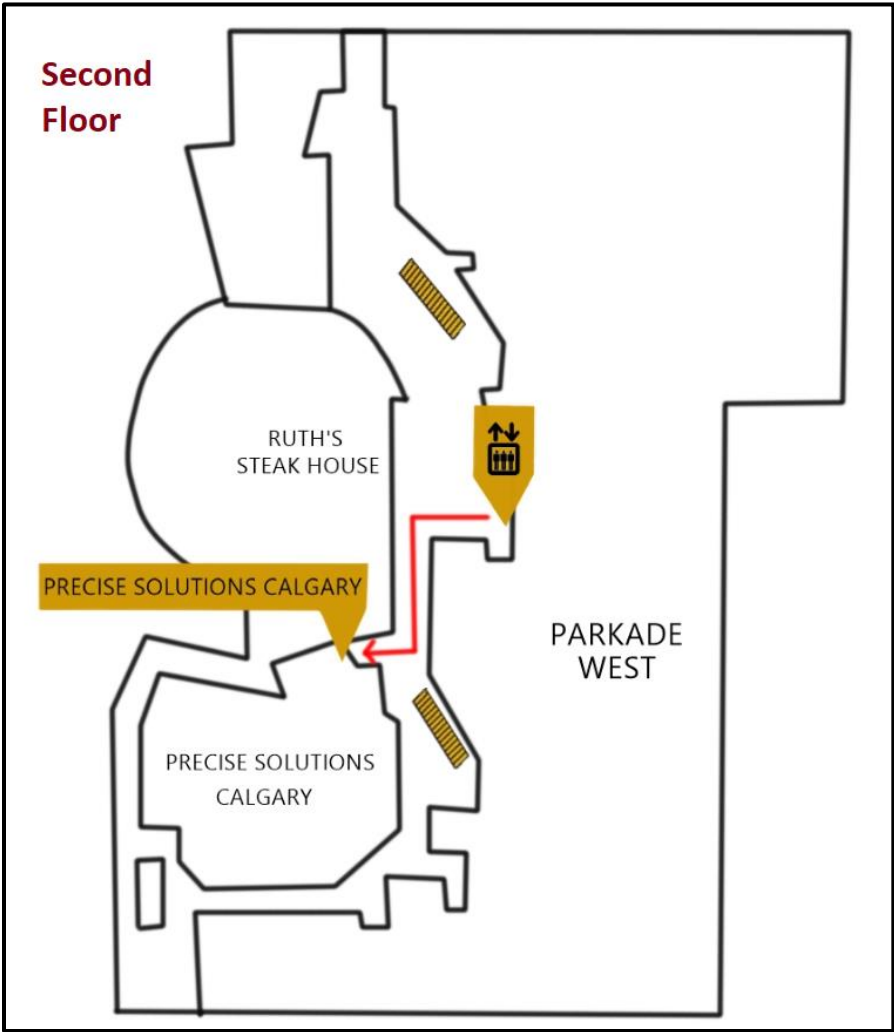 Second
Floor
RUTH'S
STEAK HOUSE
PRECISE SOLUTIONS CALGARY
PARKADE
WEST
PRECISE SOLUTIONS
CALGARY